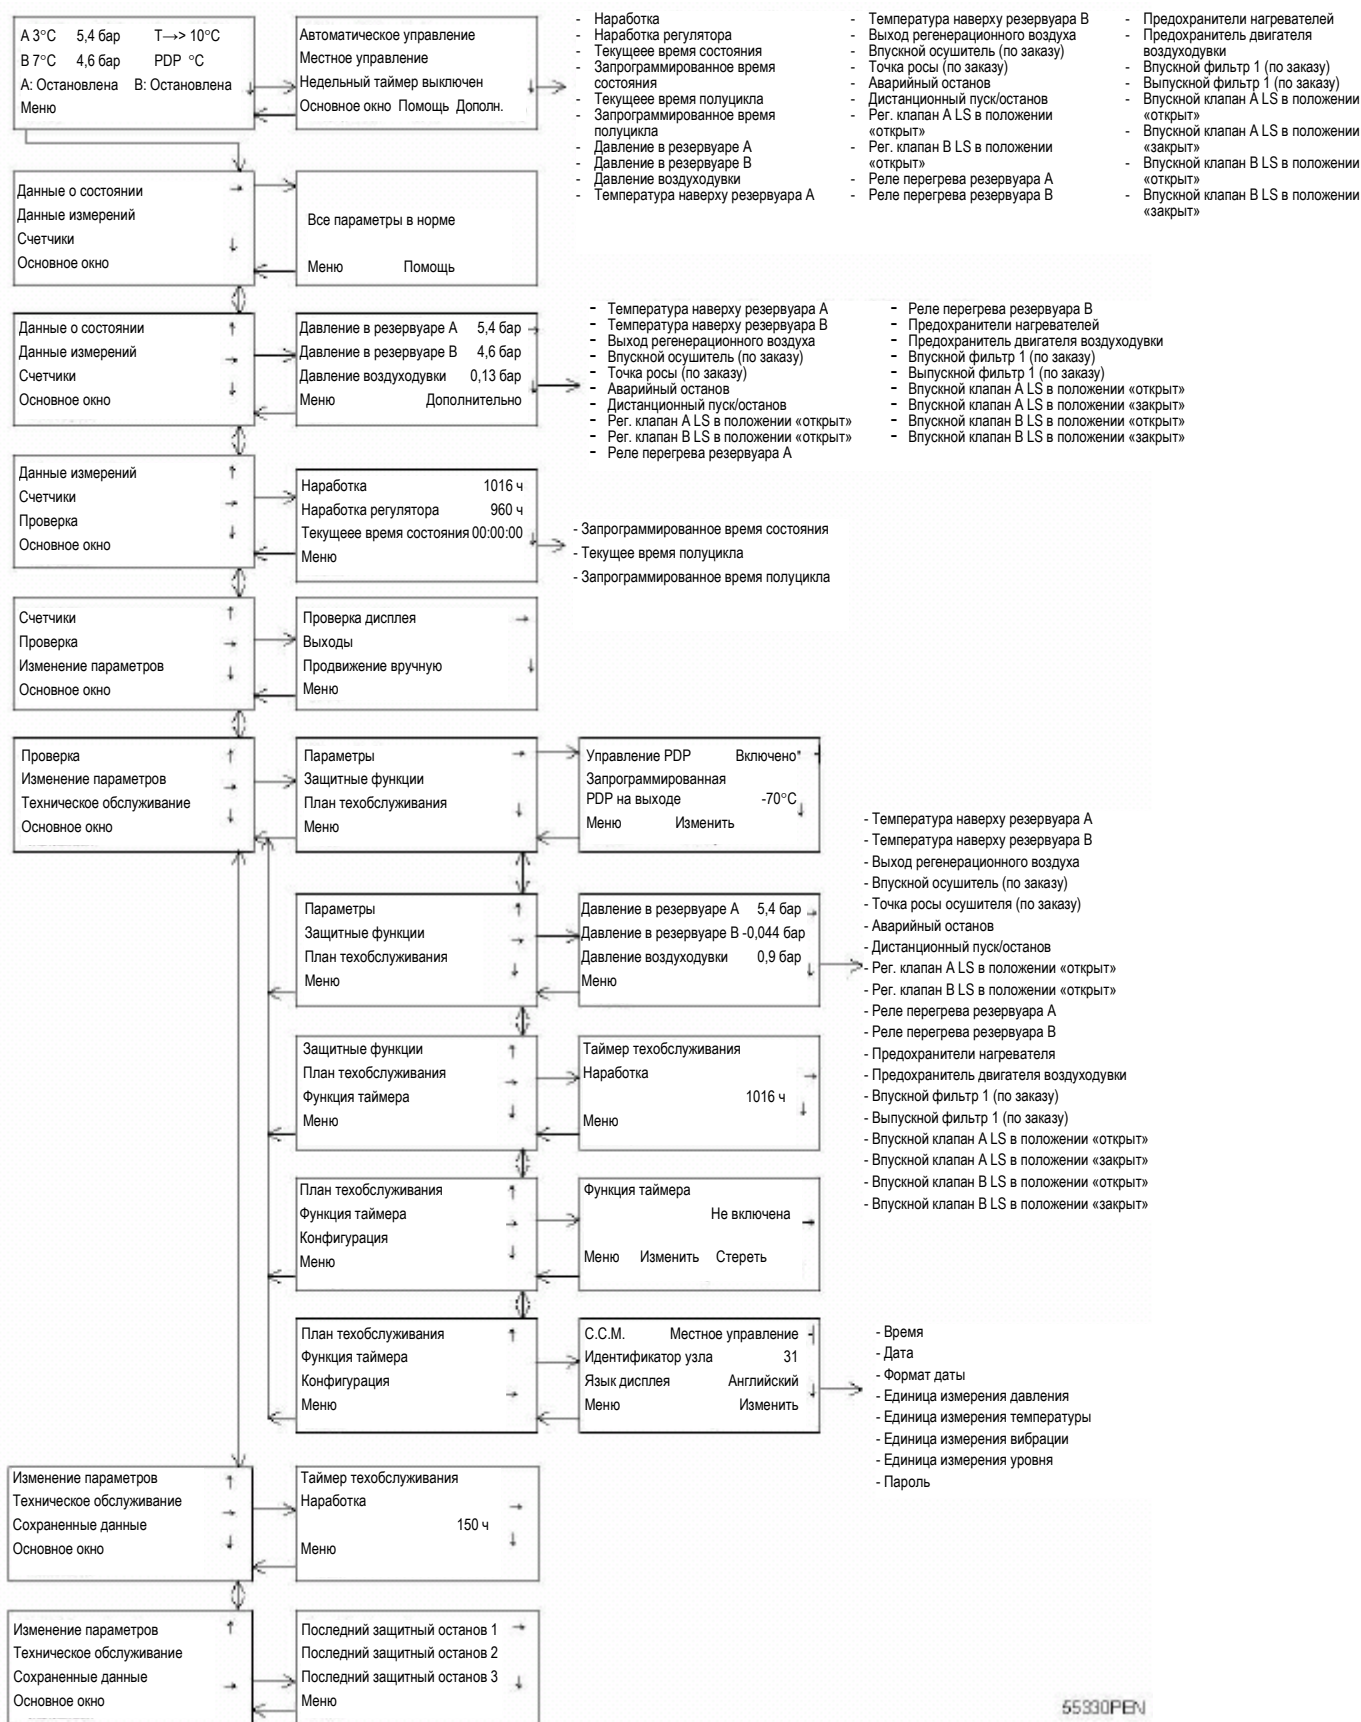 A 3°C 5,4 бар T—>> 10°C
B 7°C 4,6 бар PDP °C
A: Остановлена B: Остановлена
Меню
Автоматическое управление
Местное управление
Недельный таймер выключен
Основное окно Помощь Дополн.
- Наработка
- Наработка регулятора
- Текущеее время состояния
- Запрограммированное время
состояния
- Текущеее время полуцикла
- Запрограммированное время
полуцикла
- Давление в резервуаре A
- Давление в резервуаре B
- Давление воздуходувки
- Температура наверху резервуара A
- Температура наверху резервуара B
- Выход регенерационного воздуха
- Впускной осушитель (по заказу)
- Точка росы (по заказу)
- Аварийный останов
- Дистанционный пуск/останов
- Рег. клапан A LS в положении
«открыт»
- Рег. клапан B LS в положении
«открыт»
- Реле перегрева резервуара A
- Реле перегрева резервуара B
- Предохранители нагревателей
- Предохранитель двигателя
воздуходувки
- Впускной фильтр 1 (по заказу)
- Выпускной фильтр 1 (по заказу)
- Впускной клапан A LS в положении
«открыт»
- Впускной клапан A LS в положении
«закрыт»
- Впускной клапан B LS в положении
«открыт»
- Впускной клапан B LS в положении
«закрыт»
Данные о состоянии
Данные измерений
Счетчики
Основное окно
Все параметры в норме
Меню Помощь
Данные о состоянии
Данные измерений
Счетчики
Основное окно
Давление в резервуаре A 5,4 бар
Давление в резервуаре B 4,6 бар
Давление воздуходувки 0,13 бар
Меню Дополнительно
- Температура наверху резервуара A
- Температура наверху резервуара B
- Выход регенерационного воздуха
- Впускной осушитель (по заказу)
- Точка росы (по заказу)
- Аварийный останов
- Дистанционный пуск/останов
- Рег. клапан A LS в положении «открыт»
- Рег. клапан B LS в положении «открыт»
- Реле перегрева резервуара A
- Реле перегрева резервуара B
- Предохранители нагревателей
- Предохранитель двигателя воздуходувки
- Впускной фильтр 1 (по заказу)
- Выпускной фильтр 1 (по заказу)
- Впускной клапан A LS в положении «открыт»
- Впускной клапан A LS в положении «закрыт»
- Впускной клапан B LS в положении «открыт»
- Впускной клапан B LS в положении «закрыт»
Данные измерений
Счетчики
Проверка
Основное окно
Наработка 1016 ч
Наработка регулятора 960 ч
Текущеее время состояния 00:00:00
Меню
- Запрограммированное время состояния
- Текущее время полуцикла
- Запрограммированное время полуцикла
Счетчики
Проверка
Изменение параметров
Основное окно
Проверка дисплея
Выходы
Продвижение вручную
Меню
Проверка
Изменение параметров
Техническое обслуживание
Основное окно
Параметры
Защитные функции
План техобслуживания
Меню
Управление PDP Включено*
Запрограммированная
PDP на выходе -70°C
Меню Изменить
Параметры
Защитные функции
План техобслуживания
Меню
Давление в резервуаре A 5,4 бар
Давление в резервуаре B -0,044 бар
Давление воздуходувки 0,9 бар
Меню
- Температура наверху резервуара A
- Температура наверху резервуара B
- Выход регенерационного воздуха
- Впускной осушитель (по заказу)
- Точка росы осушителя (по заказу)
- Аварийный останов
- Дистанционный пуск/останов
- Рег. клапан A LS в положении «открыт»
- Рег. клапан B LS в положении «открыт»
- Реле перегрева резервуара A
- Реле перегрева резервуара B
- Предохранители нагревателя
- Предохранитель двигателя воздуходувки
- Впускной фильтр 1 (по заказу)
- Выпускной фильтр 1 (по заказу)
- Впускной клапан A LS в положении «открыт»
- Впускной клапан A LS в положении «закрыт»
- Впускной клапан B LS в положении «открыт»
- Впускной клапан B LS в положении «закрыт»
Защитные функции
План техобслуживания
Функция таймера
Меню
Таймер техобслуживания
Наработка
1016 ч
Меню
План техобслуживания
Функция таймера
Конфигурация
Меню
Функция таймера
Не включена
Меню Изменить Стереть
План техобслуживания
Функция таймера
Конфигурация
Меню
C.C.M. Местное управление
Идентификатор узла 31
Язык дисплея Английский
Меню Изменить
- Время
- Дата
- Формат даты
- Единица измерения давления
- Единица измерения температуры
- Единица измерения вибрации
- Единица измерения уровня
- Пароль
Изменение параметров
Техническое обслуживание
Сохраненные данные
Основное окно
Таймер техобслуживания
Наработка
150 ч
Меню
Изменение параметров
Техническое обслуживание
Сохраненные данные
Основное окно
Последний защитный останов 1
Последний защитный останов 2
Последний защитный останов 3
Меню
55330PEN